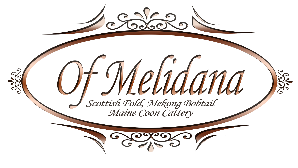 Of Melidana
Scottish Fold, Mekong Bobtail
Maine Coon Cattery